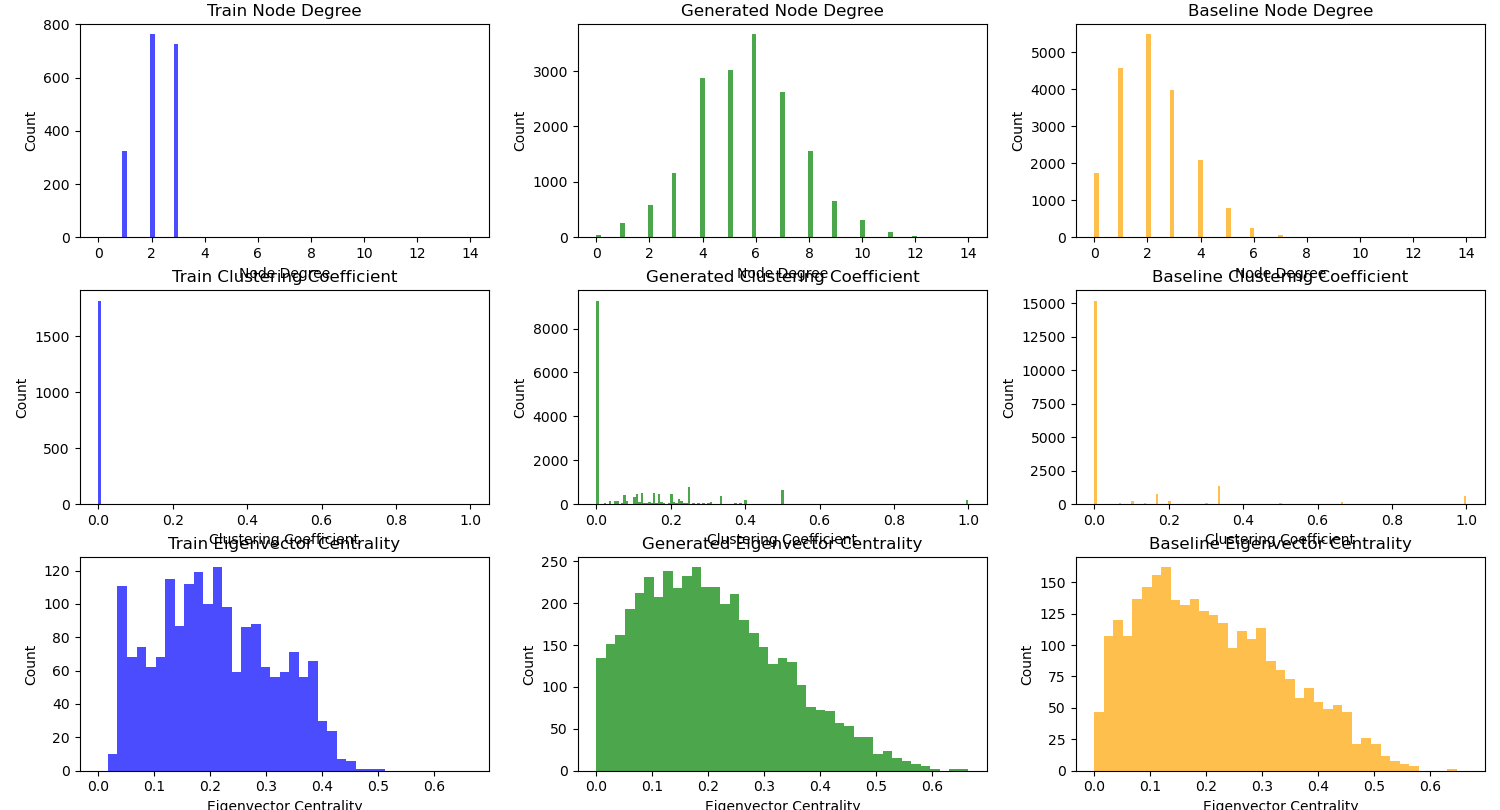 Train Node Degree
Generated Node Degree
Baseline Node Degree
Count
800
600
400
200
0
0 2 4 6 8 10 12 14
Node Degree
Count
3000
2000
1000
0
0 2 4 6 8 10 12 14
Node Degree
Count
5000
4000
3000
2000
1000
0
0 2 4 6 8 10 12 14
Node Degree
Train Clustering Coefficient
Generated Clustering Coefficient
Baseline Clustering Coefficient
Count
1500
1000
500
0
0.0 0.2 0.4 0.6 0.8 1.0
Clustering Coefficient
Count
8000
6000
4000
2000
0
0.0 0.2 0.4 0.6 0.8 1.0
Clustering Coefficient
Count
15000
12500
10000
7500
5000
2500
0
0.0 0.2 0.4 0.6 0.8 1.0
Clustering Coefficient
Train Eigenvector Centrality
Generated Eigenvector Centrality
Baseline Eigenvector Centrality
Count
120
100
80
60
40
20
0
0.0 0.1 0.2 0.3 0.4 0.5 0.6
Eigenvector Centrality
Count
250
200
150
100
50
0
0.0 0.1 0.2 0.3 0.4 0.5 0.6
Eigenvector Centrality
Count
150
125
100
75
50
25
0
0.0 0.1 0.2 0.3 0.4 0.5 0.6
Eigenvector Centrality